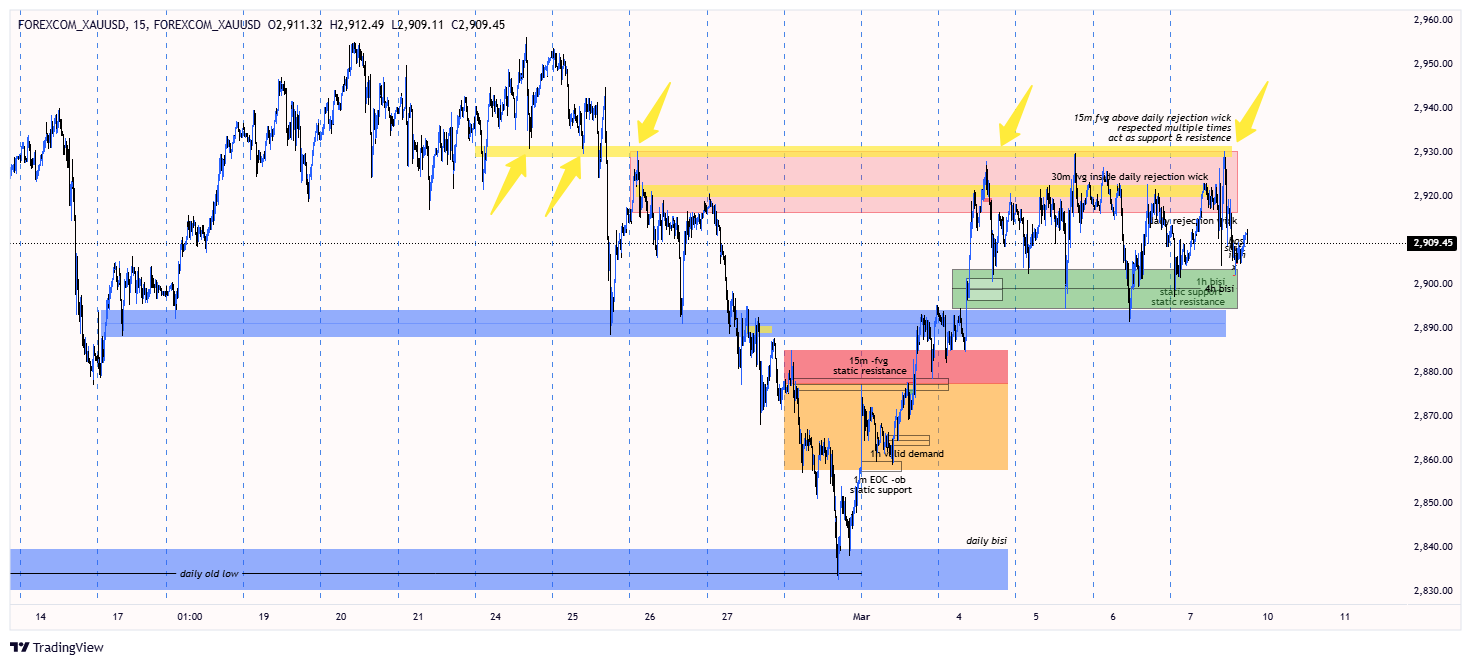 FOREXCOM_XAUUSD, 15, FOREXCOM_XAUUSD O2,911.32 H2,912.49 L2,909.11 C2,909.45
2,960.00
2,950.00
2,940.00
2,930.00
2,920.00
2,909.45
2,900.00
2,890.00
2,880.00
2,870.00
2,860.00
2,850.00
2,840.00
2,830.00
15m fvg above daily rejection wick
respected multiple times
act as support & resistence
30m fvg inside daily rejection wick
daily rejection wick
1h bisi
4h bisi
static support
static resistance
15m -fvg
static resistance
1h valid demand
1m EOC -ob
static support
daily bisi
daily old low
14 17 01:00 19 20 21 24 25 26 27 Mar 4 5 6 7 10 11
TradingView